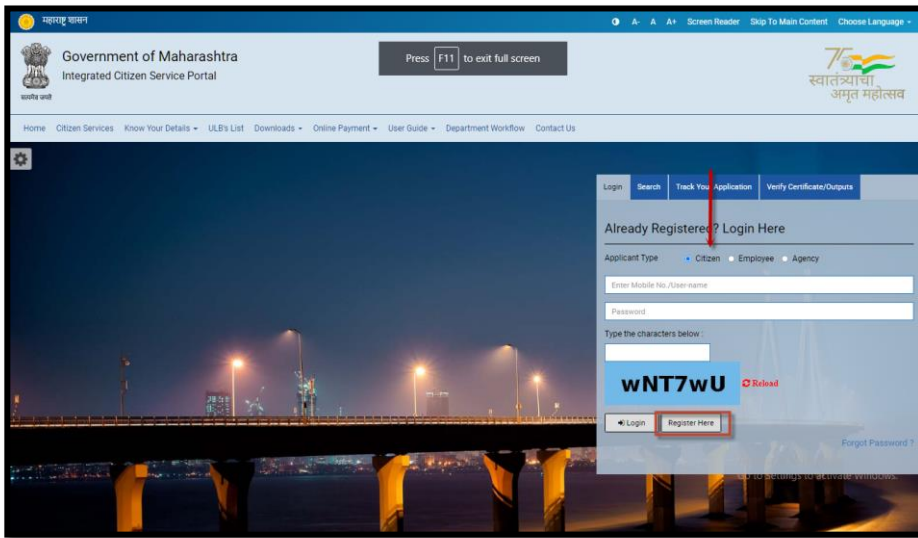 महाराष्ट्र शासन
A- A A+ Screen Reader Skip To Main Content Choose Language
Government of Maharashtra
Integrated Citizen Service Portal
सत्यमेव जयते
Press F11 to exit full screen
75
स्वातंत्र्याचा
अमृत महोत्सव
Home Citizen Services Know Your Details ULB's List Downloads Online Payment User Guide Department Workflow Contact Us
Login Search Track Your Application Verify Certificate/Outputs
Already Registered? Login Here
Applicant Type Citizen Employee Agency
Enter Mobile No./User-name
Password
Type the characters below :
wNT7wU Reload
Login Register Here
Forgot Password ?
Go to Settings to activate Windows.